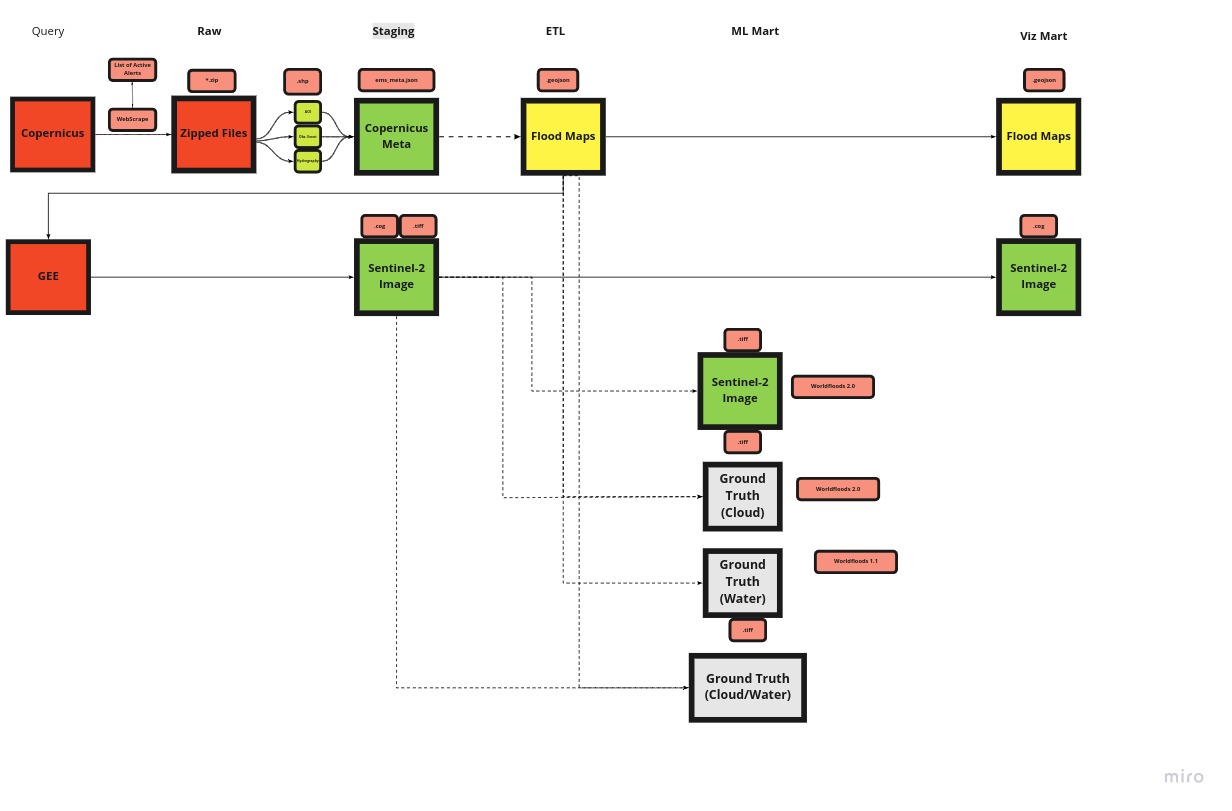 Query
Raw
Staging
ETL
ML Mart
Viz Mart
List of Active
Alerts
*.zip
.shp
ems_meta.json
.geojson
.geojson
WebScrape
Copernicus
Zipped Files
AOI
Obs. Event
Hydrography
Copernicus
Meta
Flood Maps
Flood Maps
.cog
.tiff
.cog
GEE
Sentinel-2
Image
Sentinel-2
Image
.tiff
Sentinel-2
Image
Worldfloods 2.0
.tiff
Ground
Truth
(Cloud)
Worldfloods 2.0
Ground
Truth
(Water)
Worldfloods 1.1
.tiff
Ground Truth
(Cloud/Water)
miro